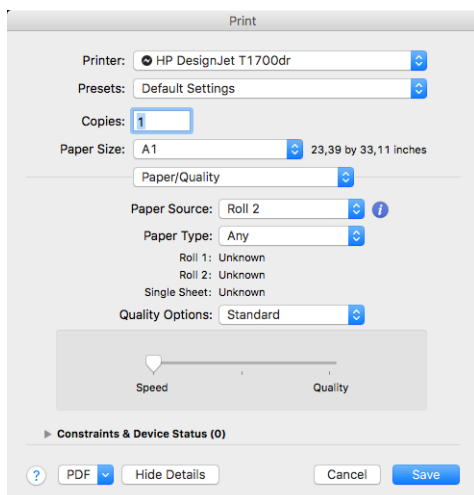 Print
Printer: HP DesignJet T1700dr
Presets: Default Settings
Copies: 1
Paper Size: A1 23,39 by 33,11 inches
Paper/Quality
Paper Source: Roll 2 i
Paper Type: Any
Roll 1: Unknown
Roll 2: Unknown
Single Sheet: Unknown
Quality Options: Standard
Speed Quality
Constraints & Device Status (0)
? PDF Hide Details Cancel Save